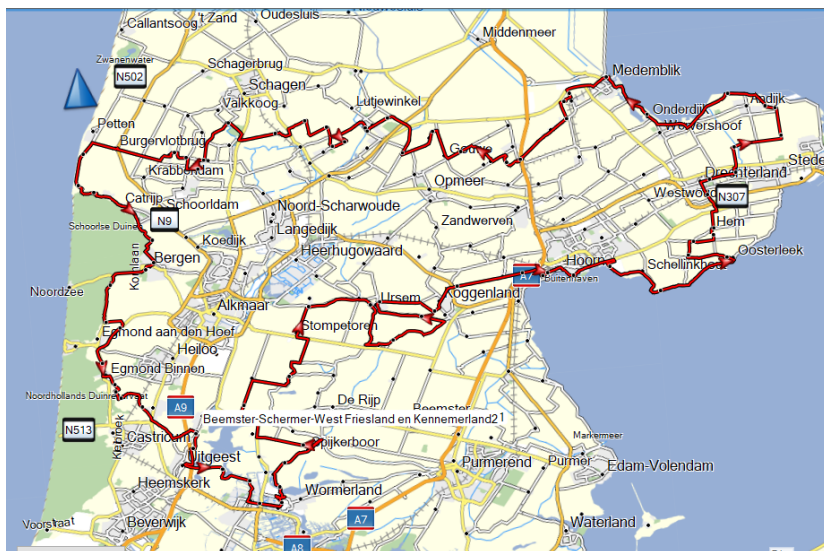 Callantsoog
't Zand
Oudesluis
Nieuwesluis
Middenmeer
Zwanenwater
N502
Schagerbrug
Schagen
Medemblik
Valkkoog
Lutjewinkel
Onderdijk
Andijk
Petten
Burgervlotbrug
Wervershoof
Gouwe
Krabbendam
Opmeer
Drechterland
Stede
Catrijp
Schoorldam
Noord-Scharwoude
Westwoud
N307
N9
Zandwerven
Hem
Schoorlse Duinen
Koedijk
Langedijk
Heerhugowaard
Hoorn
Oosterleek
Bergen
Komlaan
A7
Schellinkhout
Buitenhaven
Noordzee
Alkmaar
Ursem
Koggenland
Stompetoren
Egmond aan den Hoef
Heiloo
Egmond Binnen
Noordhollands Duinreservaat
A9
De Rijp
Beemster
Beemster-Schermer-West Friesland en Kennemerland2 1
N513
Castricum
Spijkerboor
Markermeer
Uitgeest
Purmerend
Purmer
Edam-Volendam
Heemskerk
Wormerland
Voorstraat
Beverwijk
A7
Waterland
A8